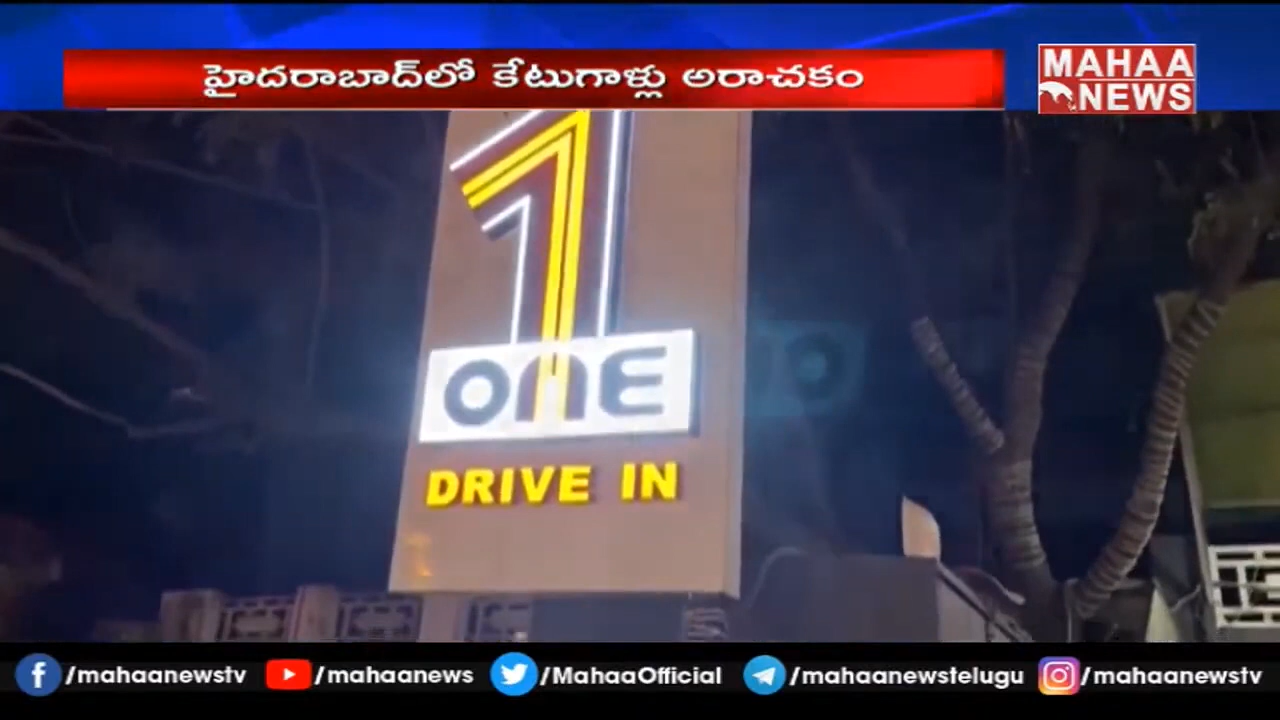 హైదరాబాద్‌లో కేటుగాళ్లు అరాచకం
MAHAA
NEWS
1
ONE
DRIVE IN
/mahaanewstv /mahaanews /MahaaOfficial /mahaanewstelugu /mahaanewstv